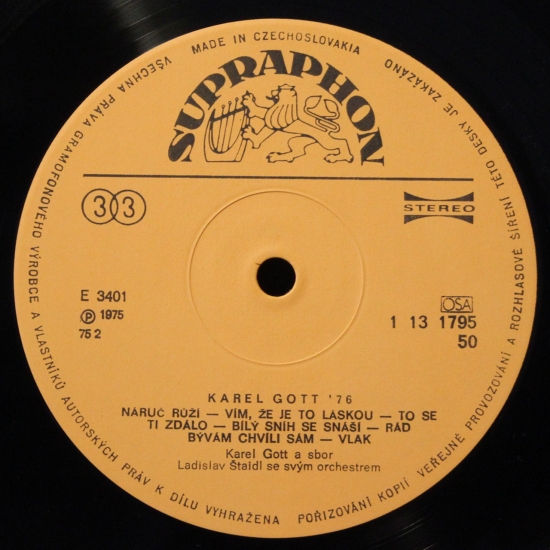 MADE IN CZECHOSLOVAKIA
SUPRAPHON
33
STEREO
E 3401
Ⓟ 1975
75 2
OSA
1 13 1795
50
KAREL GOTT '76
NÁRUČ RŮŽÍ — VÍM, ŽE JE TO LÁSKOU — TO SE
TI ZDÁLO — BÍLÝ SNÍH SE SNÁŠÍ — RÁD
BÝVÁM CHVÍLI SÁM — VLAK
Karel Gott a sbor
Ladislav Štaidl se svým orchestrem
VŠECHNA PRÁVA GRAMOFONOVÉHO VÝROBCE A VLASTNÍKŮ AUTORSKÝCH PRÁV K DÍLU VYHRAŽENA POŘIZOVÁNÍ KOPIÍ VEŘEJNÉ PROVOZOVÁNÍ A ROZHLASOVÉ ŠÍŘENÍ TÉTO DESKY JE ZAKÁZÁNO